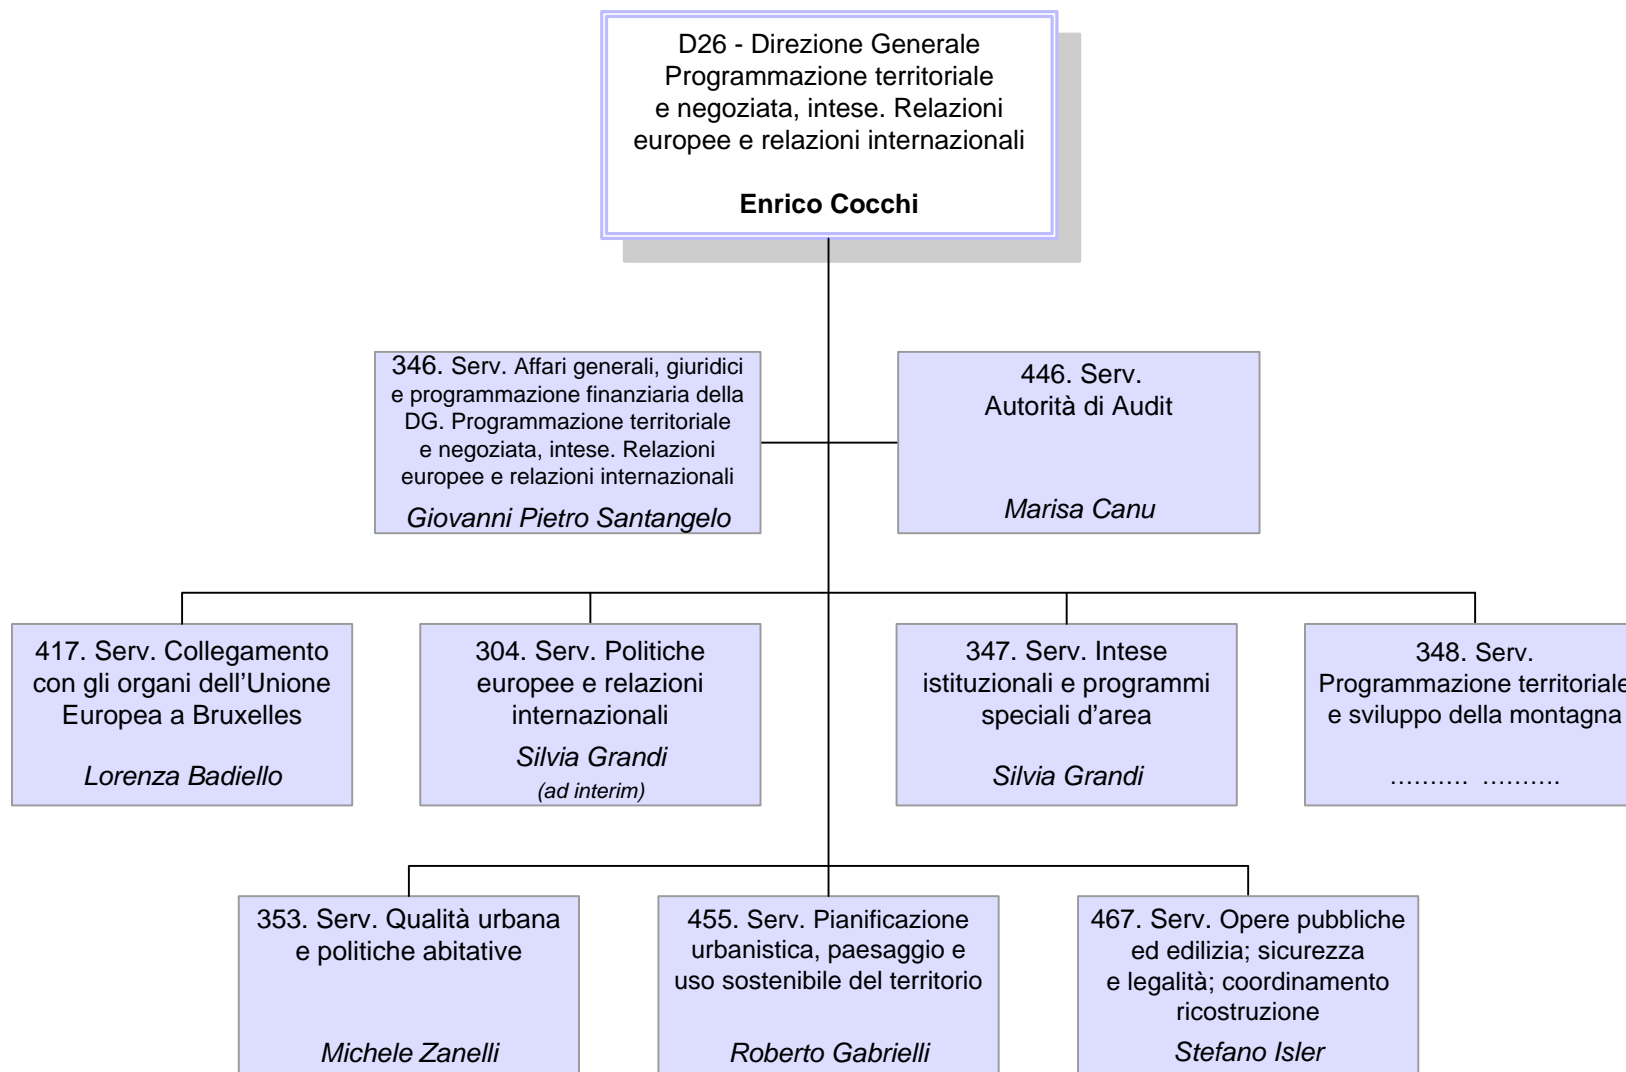 D26 - Direzione Generale
Programmazione territoriale
e negoziata, intese. Relazioni
europee e relazioni internazionali
Enrico Cocchi
346. Serv. Affari generali, giuridici
e programmazione finanziaria della
DG. Programmazione territoriale
e negoziata, intese. Relazioni
europee e relazioni internazionali
Giovanni Pietro Santangelo
446. Serv.
Autorità di Audit
Marisa Canu
417. Serv. Collegamento
con gli organi dell’Unione
Europea a Bruxelles
Lorenza Badiello
304. Serv. Politiche
europee e relazioni
internazionali
Silvia Grandi
(ad interim)
347. Serv. Intese
istituzionali e programmi
speciali d’area
Silvia Grandi
348. Serv.
Programmazione territoriale
e sviluppo della montagna
………. ……….
353. Serv. Qualità urbana
e politiche abitative
Michele Zanelli
455. Serv. Pianificazione
urbanistica, paesaggio e
uso sostenibile del territorio
Roberto Gabrielli
467. Serv. Opere pubbliche
ed edilizia; sicurezza
e legalità; coordinamento
ricostruzione
Stefano Isler